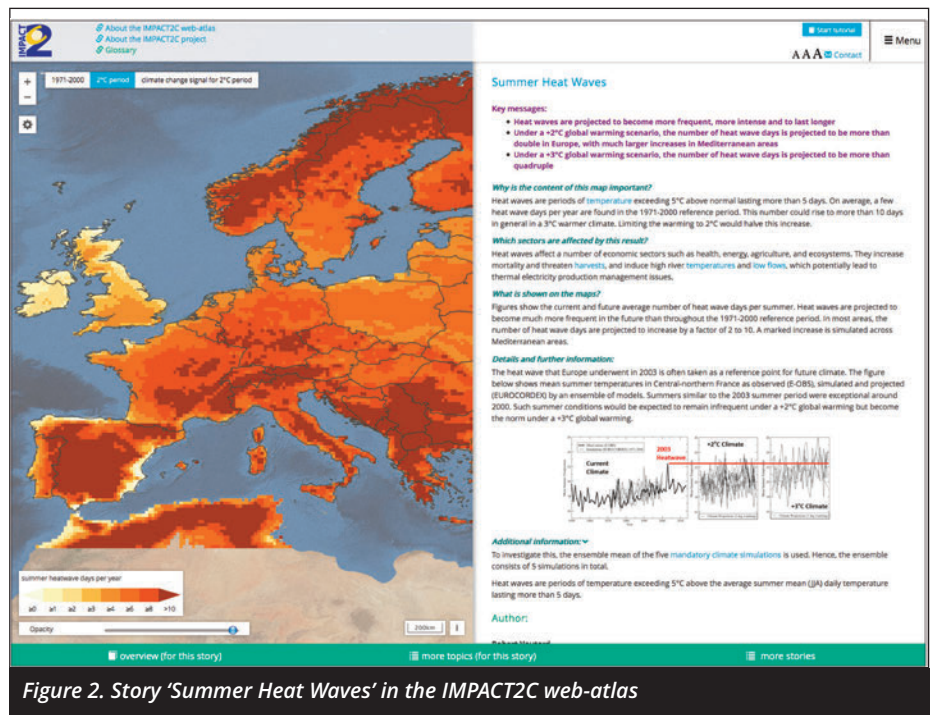 IMPACT
2
About the IMPACT2C web-atlas
About the IMPACT2C project
Glossary
Start tutorial
A A A Contact
Menu
+
−
1971-2000
2°C period
climate change signal for 2°C period
Summer Heat Waves
Key messages:
• Heat waves are projected to become more frequent, more intense and to last longer
• Under a +2°C global warming scenario, the number of heat wave days is projected to be more than
double in Europe, with much larger increases in Mediterranean areas
• Under a +3°C global warming scenario, the number of heat wave days is projected to be more than
quadruple
Why is the content of this map important?
Heat waves are periods of temperature exceeding 5°C above normal lasting more than 5 days. On average, a few
heat wave days per year are found in the 1971-2000 reference period. This number could rise to more than 10 days
in general in a 3°C warmer climate. Limiting the warming to 2°C would halve this increase.
Which sectors are affected by this result?
Heat waves affect a number of economic sectors such as health, energy, agriculture, and ecosystems. They increase
mortality and threaten harvests, and induce high river temperatures and low flows, which potentially lead to
thermal electricity production management issues.
What is shown on the maps?
Figures show the current and future average number of heat wave days per summer. Heat waves are projected to
become much more frequent in the future than throughout the 1971-2000 reference period. In most areas, the
number of heat wave days are projected to increase by a factor of 2 to 10. A marked increase is simulated across
Mediterranean areas.
Details and further information:
The heat wave that Europe underwent in 2003 is often taken as a reference point for future climate. The figure
below shows mean summer temperatures in Central-northern France as observed (E-OBS), simulated and projected
(EUROCORDEX) by an ensemble of models. Summers similar to the 2003 summer period were exceptional around
2000. Such summer conditions would be expected to remain infrequent under a +2°C global warming but become
the norm under a +3°C global warming.
Current
Climate
2003
Heatwave
+2°C Climate
+3°C Climate
Additional information:
To investigate this, the ensemble mean of the five mandatory climate simulations is used. Hence, the ensemble
consists of 5 simulations in total.
Heat waves are periods of temperature exceeding 5°C above the average summer mean (JJA) daily temperature
lasting more than 5 days.
Author:
summer heatwave days per year
≥0 ≥1 ≥2 ≥3 ≥4 ≥6 ≥8 >10
Opacity
200km
i
overview (for this story)
more topics (for this story)
more stories
Figure 2. Story ‘Summer Heat Waves’ in the IMPACT2C web-atlas